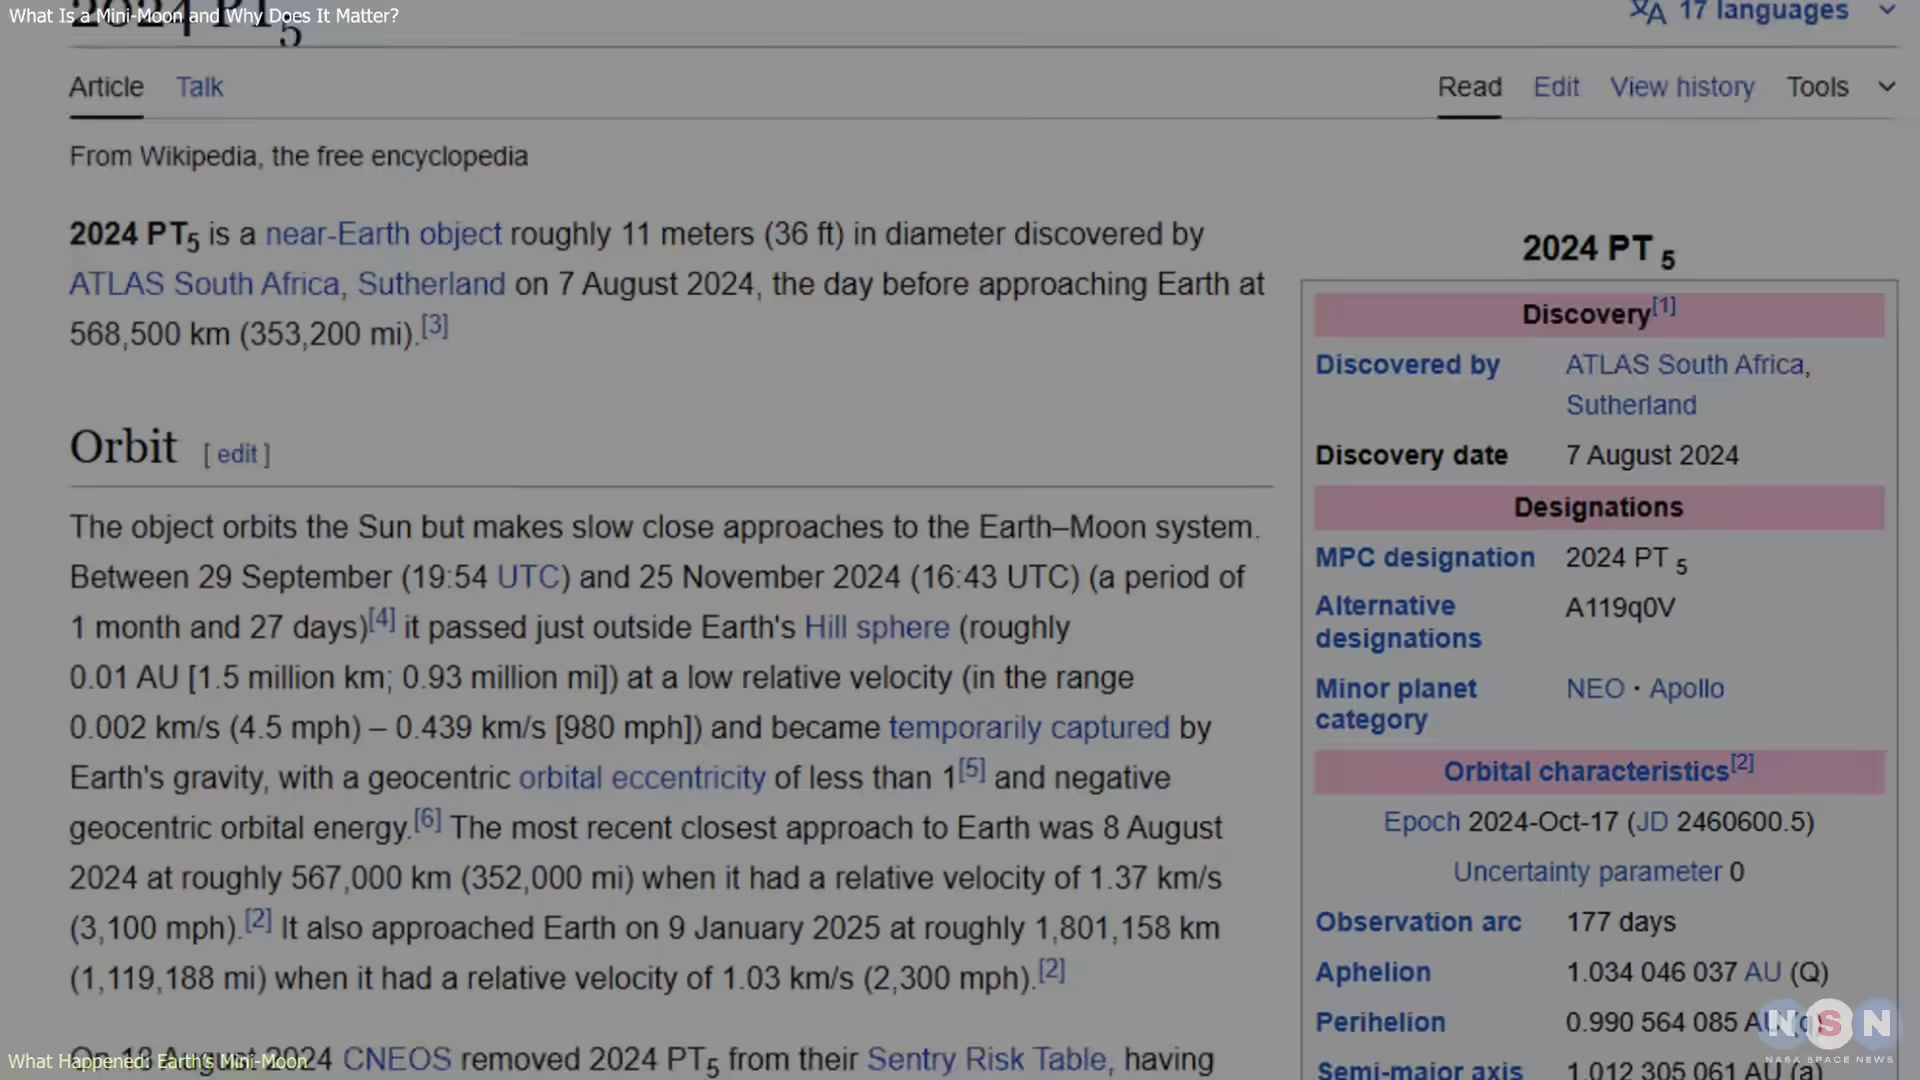 What Is a Mini-Moon and Why Does It Matter?
2024 PT5
17 languages
Article Talk
Read Edit View history Tools
From Wikipedia, the free encyclopedia
2024 PT5 is a near-Earth object roughly 11 meters (36 ft) in diameter discovered by
ATLAS South Africa, Sutherland on 7 August 2024, the day before approaching Earth at
568,500 km (353,200 mi).[3]
Orbit [ edit ]
The object orbits the Sun but makes slow close approaches to the Earth–Moon system.
Between 29 September (19:54 UTC) and 25 November 2024 (16:43 UTC) (a period of
1 month and 27 days)[4] it passed just outside Earth's Hill sphere (roughly
0.01 AU [1.5 million km; 0.93 million mi]) at a low relative velocity (in the range
0.002 km/s (4.5 mph) – 0.439 km/s [980 mph]) and became temporarily captured by
Earth's gravity, with a geocentric orbital eccentricity of less than 1[5] and negative
geocentric orbital energy.[6] The most recent closest approach to Earth was 8 August
2024 at roughly 567,000 km (352,000 mi) when it had a relative velocity of 1.37 km/s
(3,100 mph).[2] It also approached Earth on 9 January 2025 at roughly 1,801,158 km
(1,119,188 mi) when it had a relative velocity of 1.03 km/s (2,300 mph).[2]
On 18 August 2024 CNEOS removed 2024 PT5 from their Sentry Risk Table, having
What Happened: Earth's Mini-Moon
2024 PT 5
Discovery[1]
Discovered by ATLAS South Africa,
Sutherland
Discovery date 7 August 2024
Designations
MPC designation 2024 PT 5
Alternative A119q0V
designations
Minor planet NEO · Apollo
category
Orbital characteristics[2]
Epoch 2024-Oct-17 (JD 2460600.5)
Uncertainty parameter 0
Observation arc 177 days
Aphelion 1.034 046 037 AU (Q)
Perihelion 0.990 564 085 AU (q)
Semi-major axis 1.012 305 061 AU (a)
NSN
NASA SPACE NEWS